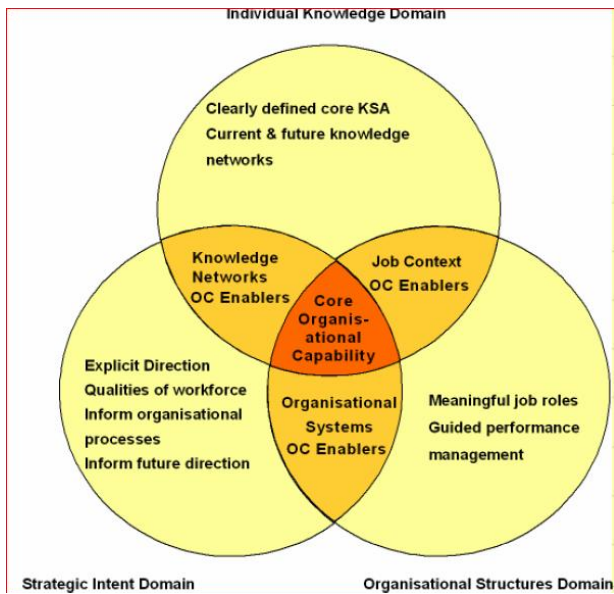 Individual Knowledge Domain
Clearly defined core KSA
Current & future knowledge
networks
Knowledge
Networks
OC Enablers
Job Context
OC Enablers
Core
Organis-
ational
Capability
Explicit Direction
Qualities of workforce
Inform organisational
processes
Inform future direction
Organisational
Systems
OC Enablers
Meaningful job roles
Guided performance
management
Strategic Intent Domain
Organisational Structures Domain